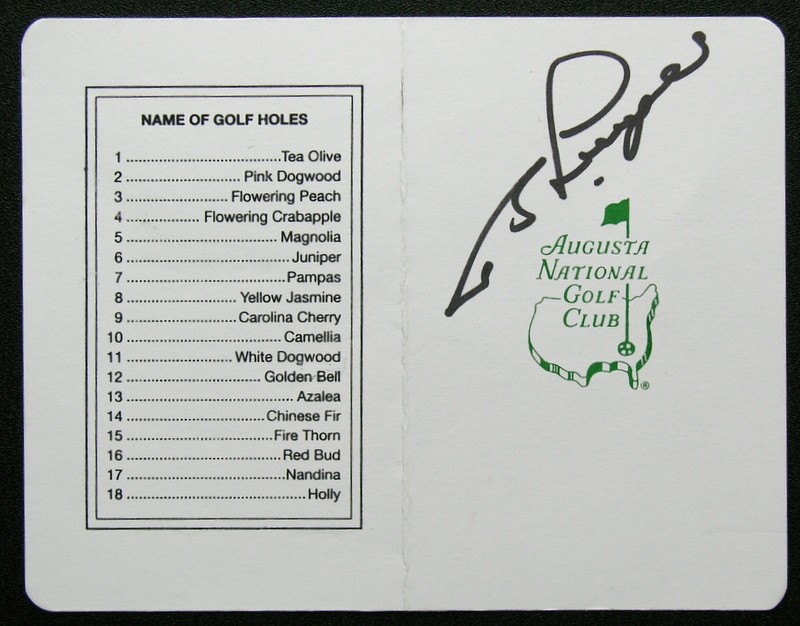 NAME OF GOLF HOLES
1 ............................................Tea Olive
2 ................................. Pink Dogwood
3 ..............................Flowering Peach
4 ..................... Flowering Crabapple
5 ........................................... Magnolia
6 ............................................... Juniper
7 ..............................................Pampas
8 ............................... Yellow Jasmine
9 ............................... Carolina Cherry
10 ............................................. Camellia
11 ............................... White Dogwood
12 ....................................... Golden Bell
13 ................................................ Azalea
14 ........................................ Chinese Fir
15 ..........................................Fire Thorn
16 ............................................ Red Bud
17 .............................................Nandina
18 ...................................................Holly
AUGUSTA
NATIONAL
GOLF
CLUB
®